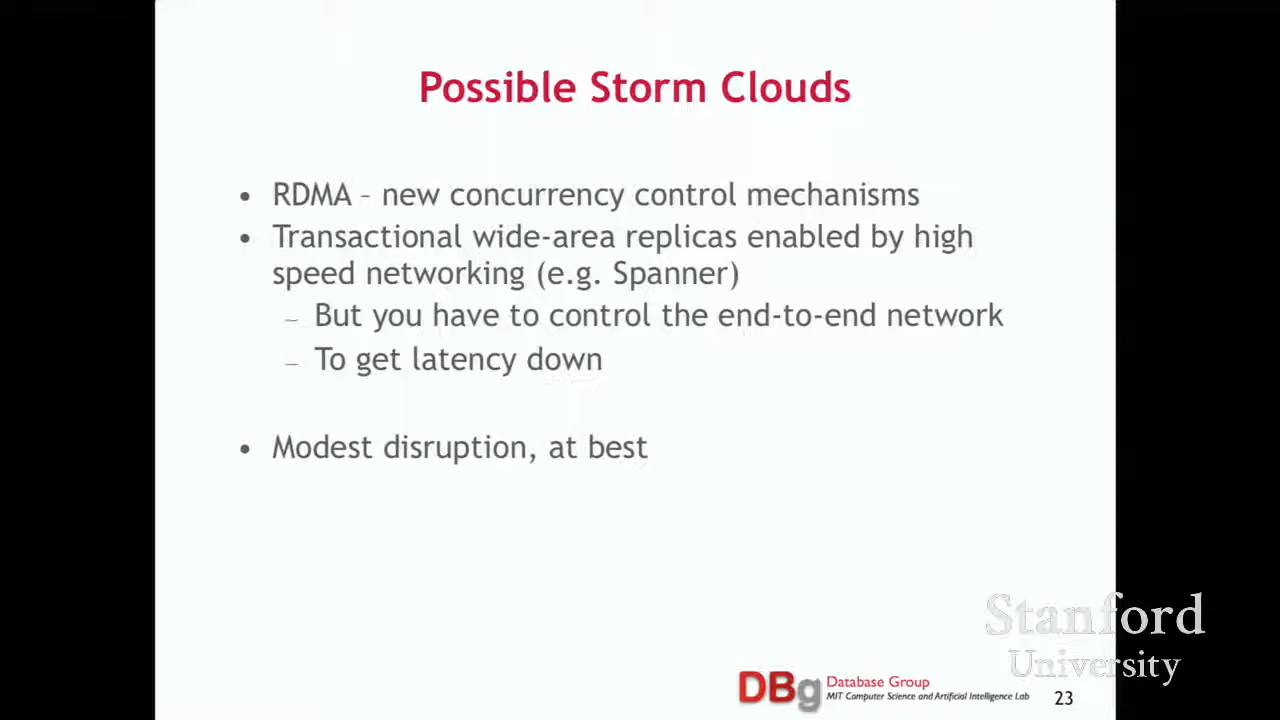 Possible Storm Clouds
• RDMA – new concurrency control mechanisms
• Transactional wide-area replicas enabled by high
speed networking (e.g. Spanner)
– But you have to control the end-to-end network
– To get latency down
• Modest disruption, at best
Stanford
University
DBg Database Group
MIT Computer Science and Artificial Intelligence Lab
23